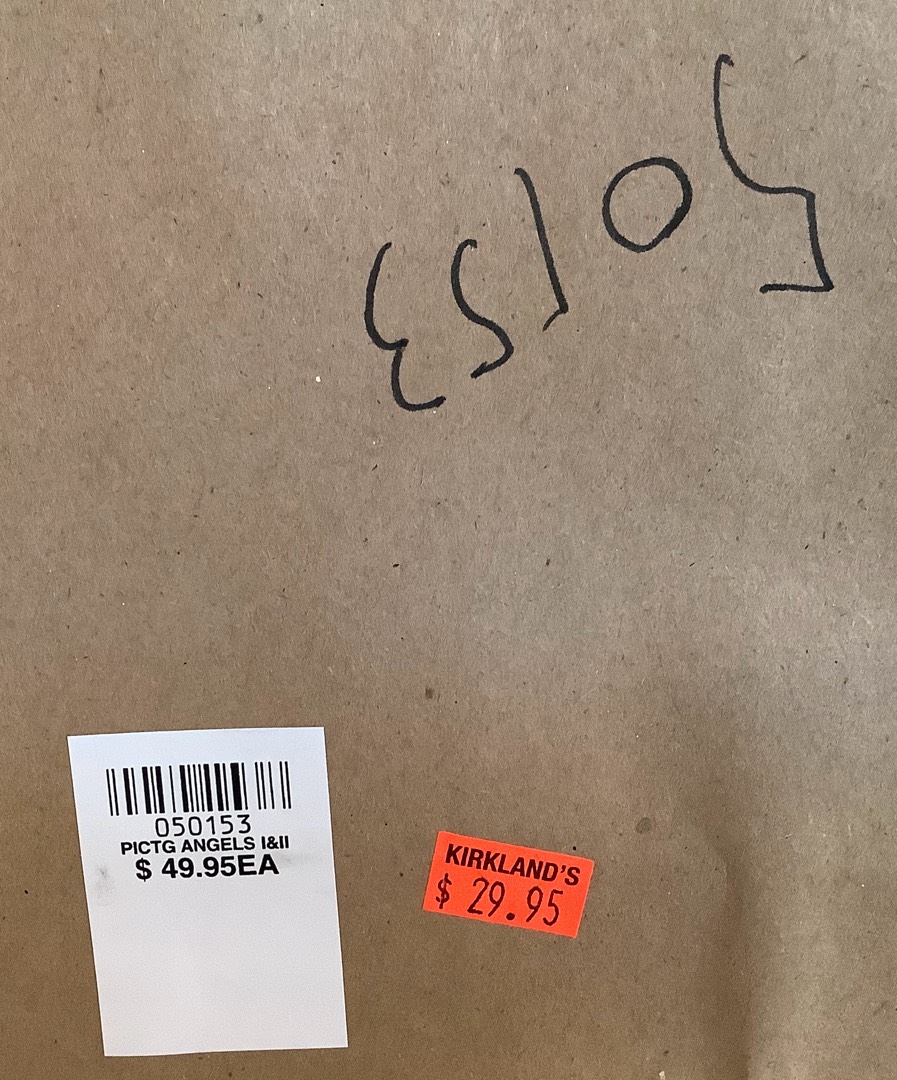 50153
050153
PICTG ANGELS I&II
$ 49.95EA
KIRKLAND'S
$ 29.95